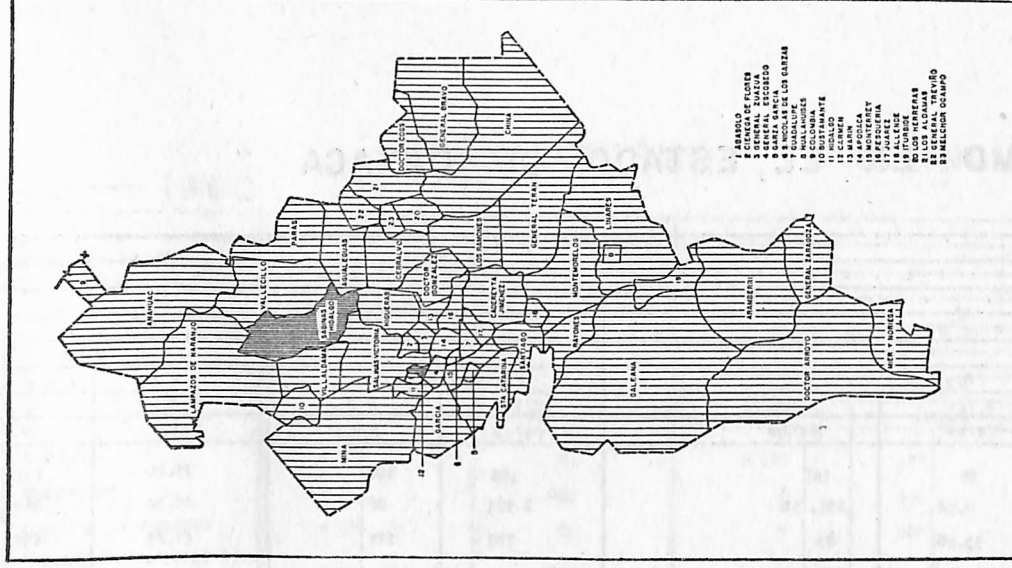 ANAHUAC
LAMPAZOS DE NARANJO
VALLECILLO
PARAS
SABINAS HIDALGO
AGUALEGUAS
VILLALDAMA
MINA
SALINAS VICTORIA
HIGUERAS
CERRALVO
DOCTOR GONZALEZ
DOCTOR COSS
GENERAL BRAVO
CHINA
LOS RAMONES
GARCIA
CADEREYTA JIMENEZ
GENERAL TERAN
STA. CATARINA
SANTIAGO
MONTEMORELOS
LINARES
RAYONES
GALEANA
ARAMBERRI
GENERAL ZARAGOZA
DOCTOR ARROYO
MIER Y NORIEGA
1 ABASOLO
2 CIENEGA DE FLORES
3 GENERAL ZUAZUA
4 GENERAL ESCOBEDO
5 GARZA GARCIA
6 S. NICOLAS DE LOS GARZAS
7 GUADALUPE
8 HUALAHUISES
9 COLOMBIA
10 BUSTAMANTE
11 HIDALGO
12 CARMEN
13 MARIN
14 APODACA
15 MONTERREY
16 PESQUERIA
17 JUAREZ
18 ALLENDE
19 ITURBIDE
20 LOS HERRERAS
21 LOS ALDAMAS
22 GENERAL TREVIÑO
23 MELCHOR OCAMPO